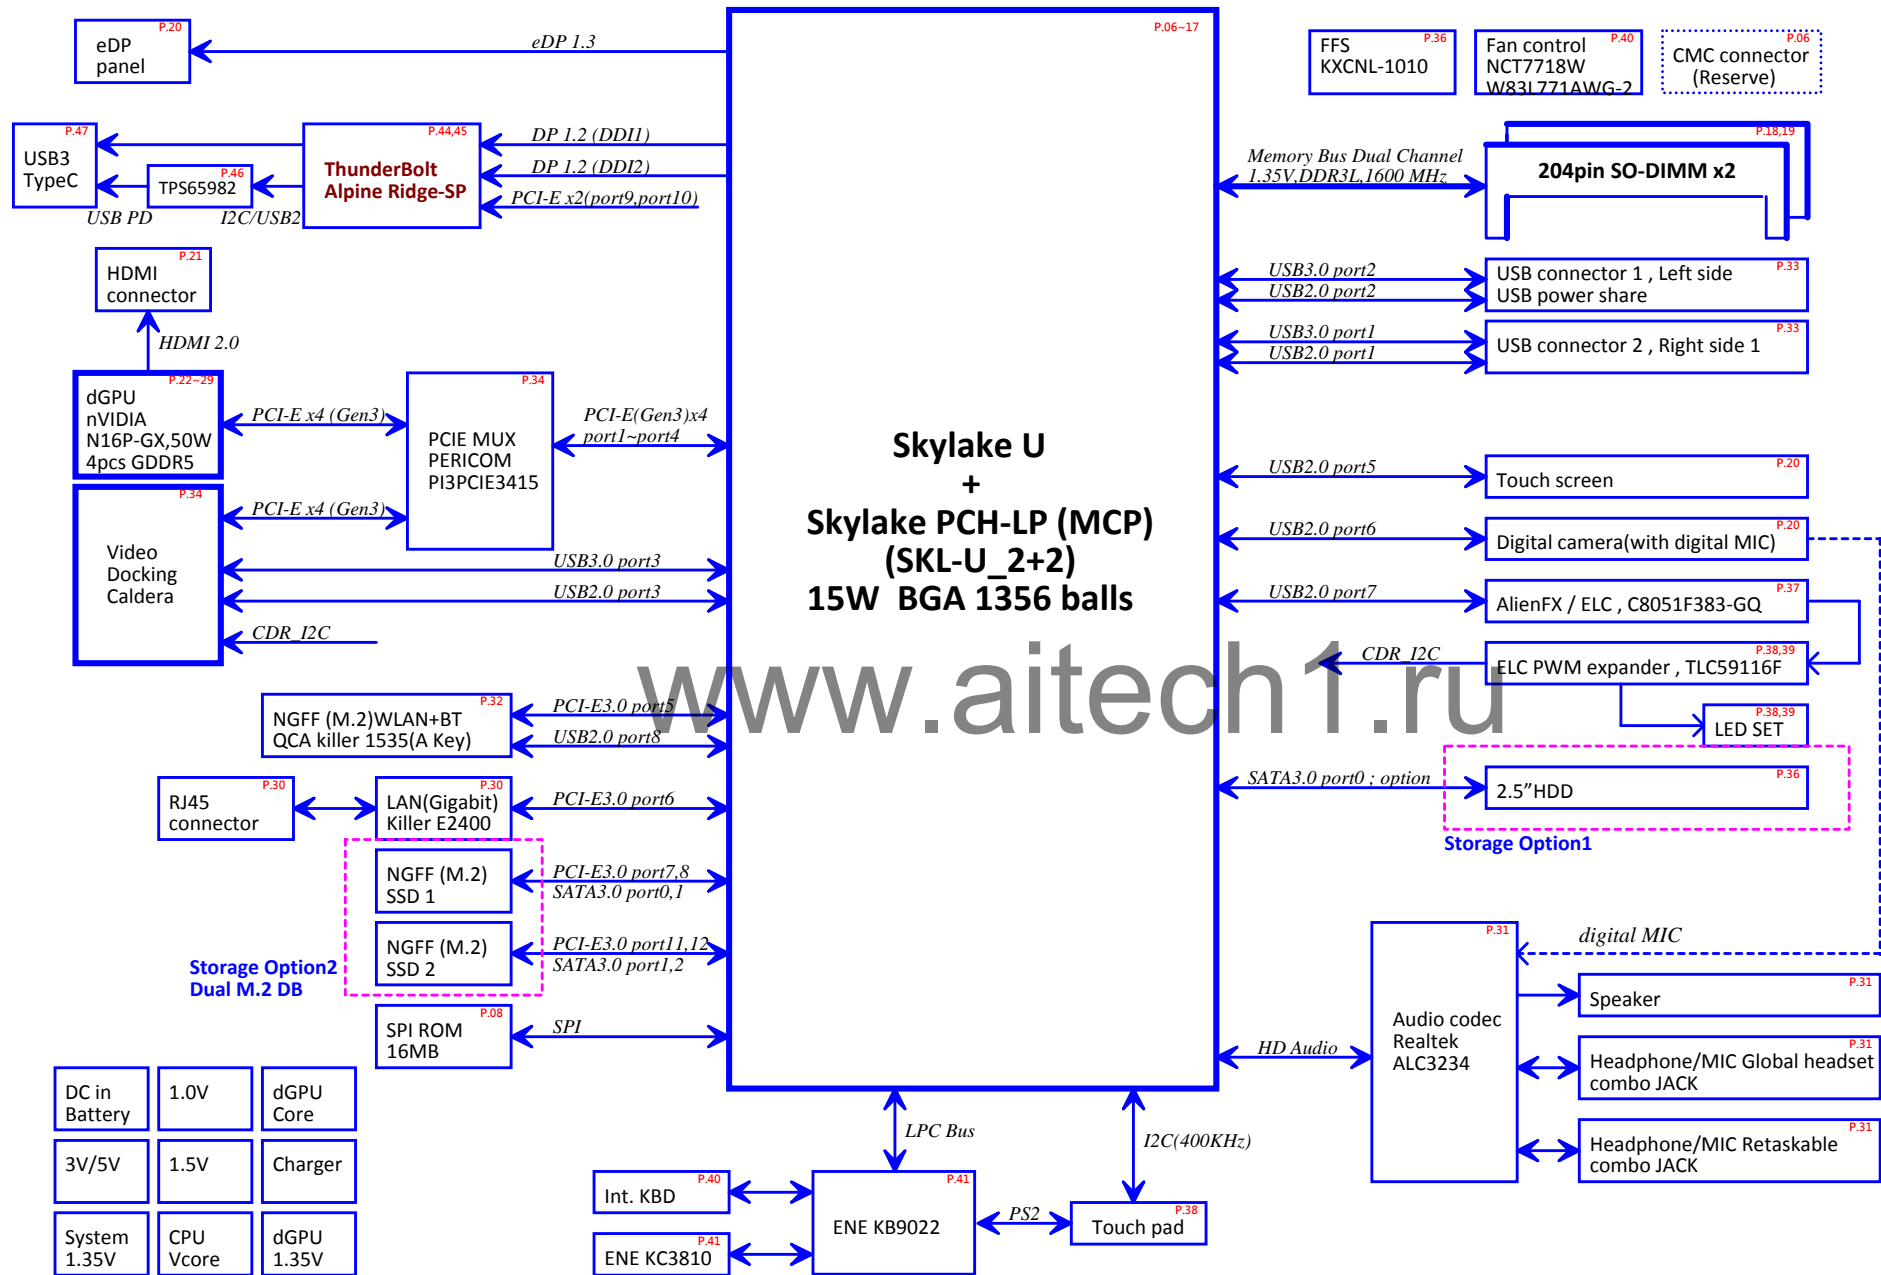 P.20
eDP
panel
eDP 1.3
P.06~17
P.36
FFS
KXCNL-1010
P.40
Fan control
NCT7718W
W83L771AWG-2
P.06
CMC connector
(Reserve)
P.47
USB3
TypeC
P.46
TPS65982
USB PD
I2C/USB2
P.44,45
ThunderBolt
Alpine Ridge-SP
DP 1.2 (DDI1)
DP 1.2 (DDI2)
PCI-E x2(port9,port10)
Memory Bus Dual Channel
1.35V,DDR3L,1600 MHz
P.18,19
204pin SO-DIMM x2
P.21
HDMI
connector
HDMI 2.0
USB3.0 port2
USB2.0 port2
P.33
USB connector 1 , Left side
USB power share
USB3.0 port1
USB2.0 port1
P.33
USB connector 2 , Right side 1
P.22~29
dGPU
nVIDIA
N16P-GX,50W
4pcs GDDR5
PCI-E x4 (Gen3)
P.34
PCIE MUX
PERICOM
PI3PCIE3415
PCI-E(Gen3)x4
port1~port4
P.34
Video
Docking
Caldera
PCI-E x4 (Gen3)
USB3.0 port3
USB2.0 port3
CDR_I2C
Skylake U
+
Skylake PCH-LP (MCP)
(SKL-U_2+2)
15W  BGA 1356 balls
USB2.0 port5
P.20
Touch screen
USB2.0 port6
P.20
Digital camera(with digital MIC)
USB2.0 port7
P.37
AlienFX / ELC , C8051F383-GQ
CDR_I2C
P.38,39
ELC PWM expander , TLC59116F
P.38,39
LED SET
www.aitech1.ru
P.32
NGFF (M.2)WLAN+BT
QCA killer 1535(A Key)
PCI-E3.0 port5
USB2.0 port8
P.30
RJ45
connector
P.30
LAN(Gigabit)
Killer E2400
PCI-E3.0 port6
SATA3.0 port0 ; option
P.36
2.5”HDD
Storage Option1
NGFF (M.2)
SSD 1
PCI-E3.0 port7,8
SATA3.0 port0,1
NGFF (M.2)
SSD 2
PCI-E3.0 port11,12
SATA3.0 port1,2
Storage Option2
Dual M.2 DB
P.08
SPI ROM
16MB
SPI
P.31
Audio codec
Realtek
ALC3234
HD Audio
digital MIC
P.31
Speaker
P.31
Headphone/MIC Global headset
combo JACK
P.31
Headphone/MIC Retaskable
combo JACK
DC in
Battery
1.0V
dGPU
Core
3V/5V
1.5V
Charger
System
1.35V
CPU
Vcore
dGPU
1.35V
LPC Bus
I2C(400KHz)
P.40
Int. KBD
P.41
ENE KC3810
P.41
ENE KB9022
PS2
P.38
Touch pad